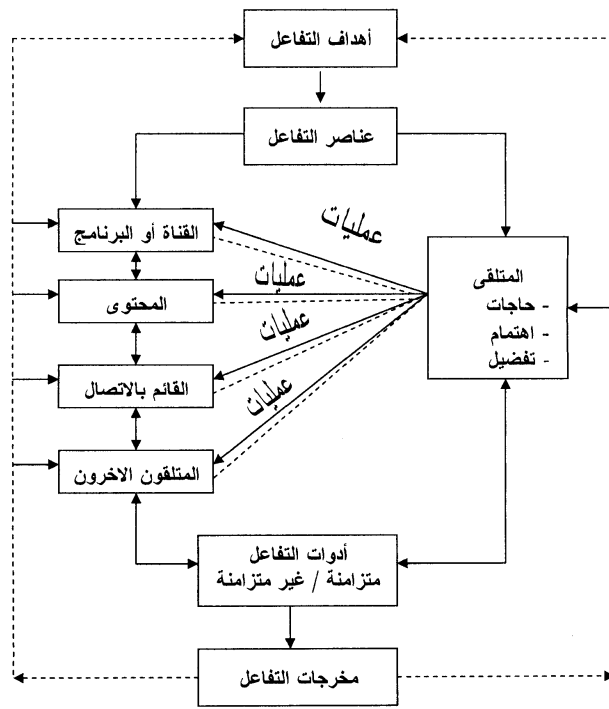 أهداف التفاعل
عناصر التفاعل
القناة أو البرنامج
عمليات
المحتوى
عمليات
القائم بالاتصال
عمليات
المتلقون الاخرون
عمليات
المتلقى
- حاجات
- اهتمام
- تفضيل
أدوات التفاعل
متزامنة / غير متزامنة
مخرجات التفاعل